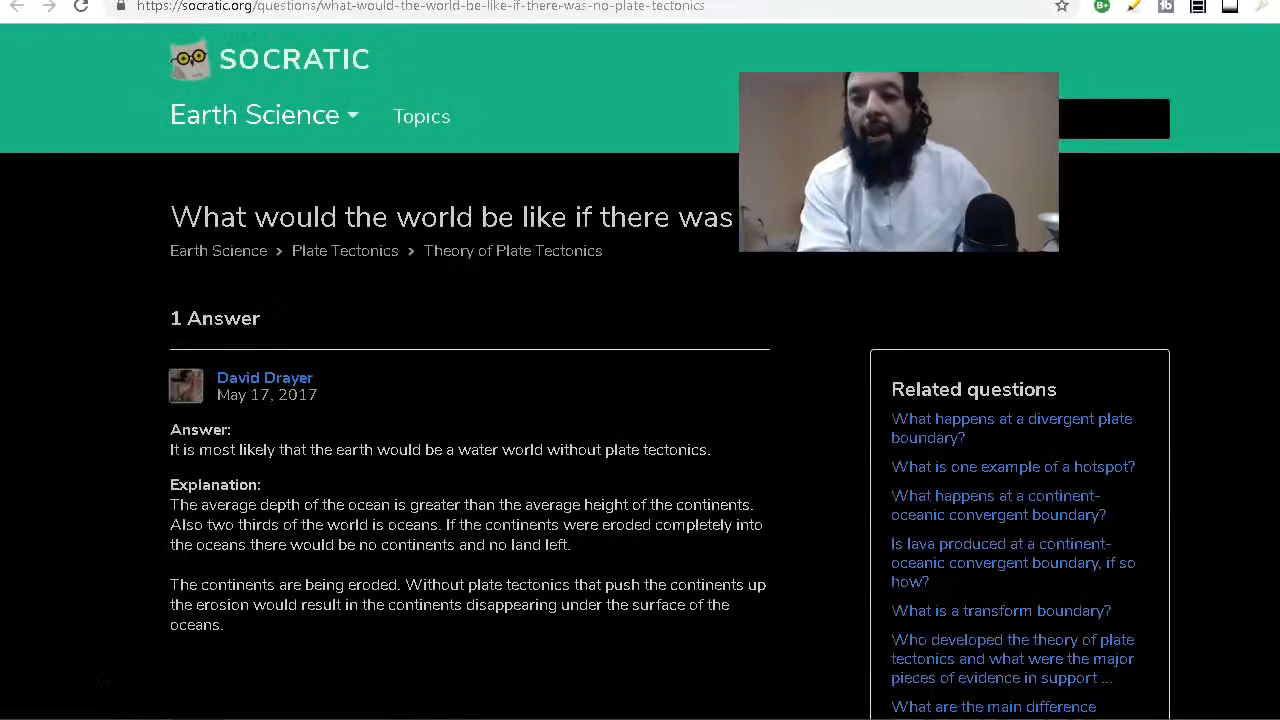 https://socratic.org/questions/what-would-the-world-be-like-if-there-was-no-plate-tectonics
SOCRATIC
Earth Science
Topics
What would the world be like if there was
Earth Science > Plate Tectonics > Theory of Plate Tectonics
1 Answer
David Drayer
May 17, 2017
Answer:
It is most likely that the earth would be a water world without plate tectonics.
Explanation:
The average depth of the ocean is greater than the average height of the continents.
Also two thirds of the world is oceans. If the continents were eroded completely into
the oceans there would be no continents and no land left.
The continents are being eroded. Without plate tectonics that push the continents up
the erosion would result in the continents disappearing under the surface of the
oceans.
Related questions
What happens at a divergent plate
boundary?
What is one example of a hotspot?
What happens at a continent-
oceanic convergent boundary?
Is lava produced at a continent-
oceanic convergent boundary, if so
how?
What is a transform boundary?
Who developed the theory of plate
tectonics and what were the major
pieces of evidence in support ...
What are the main difference